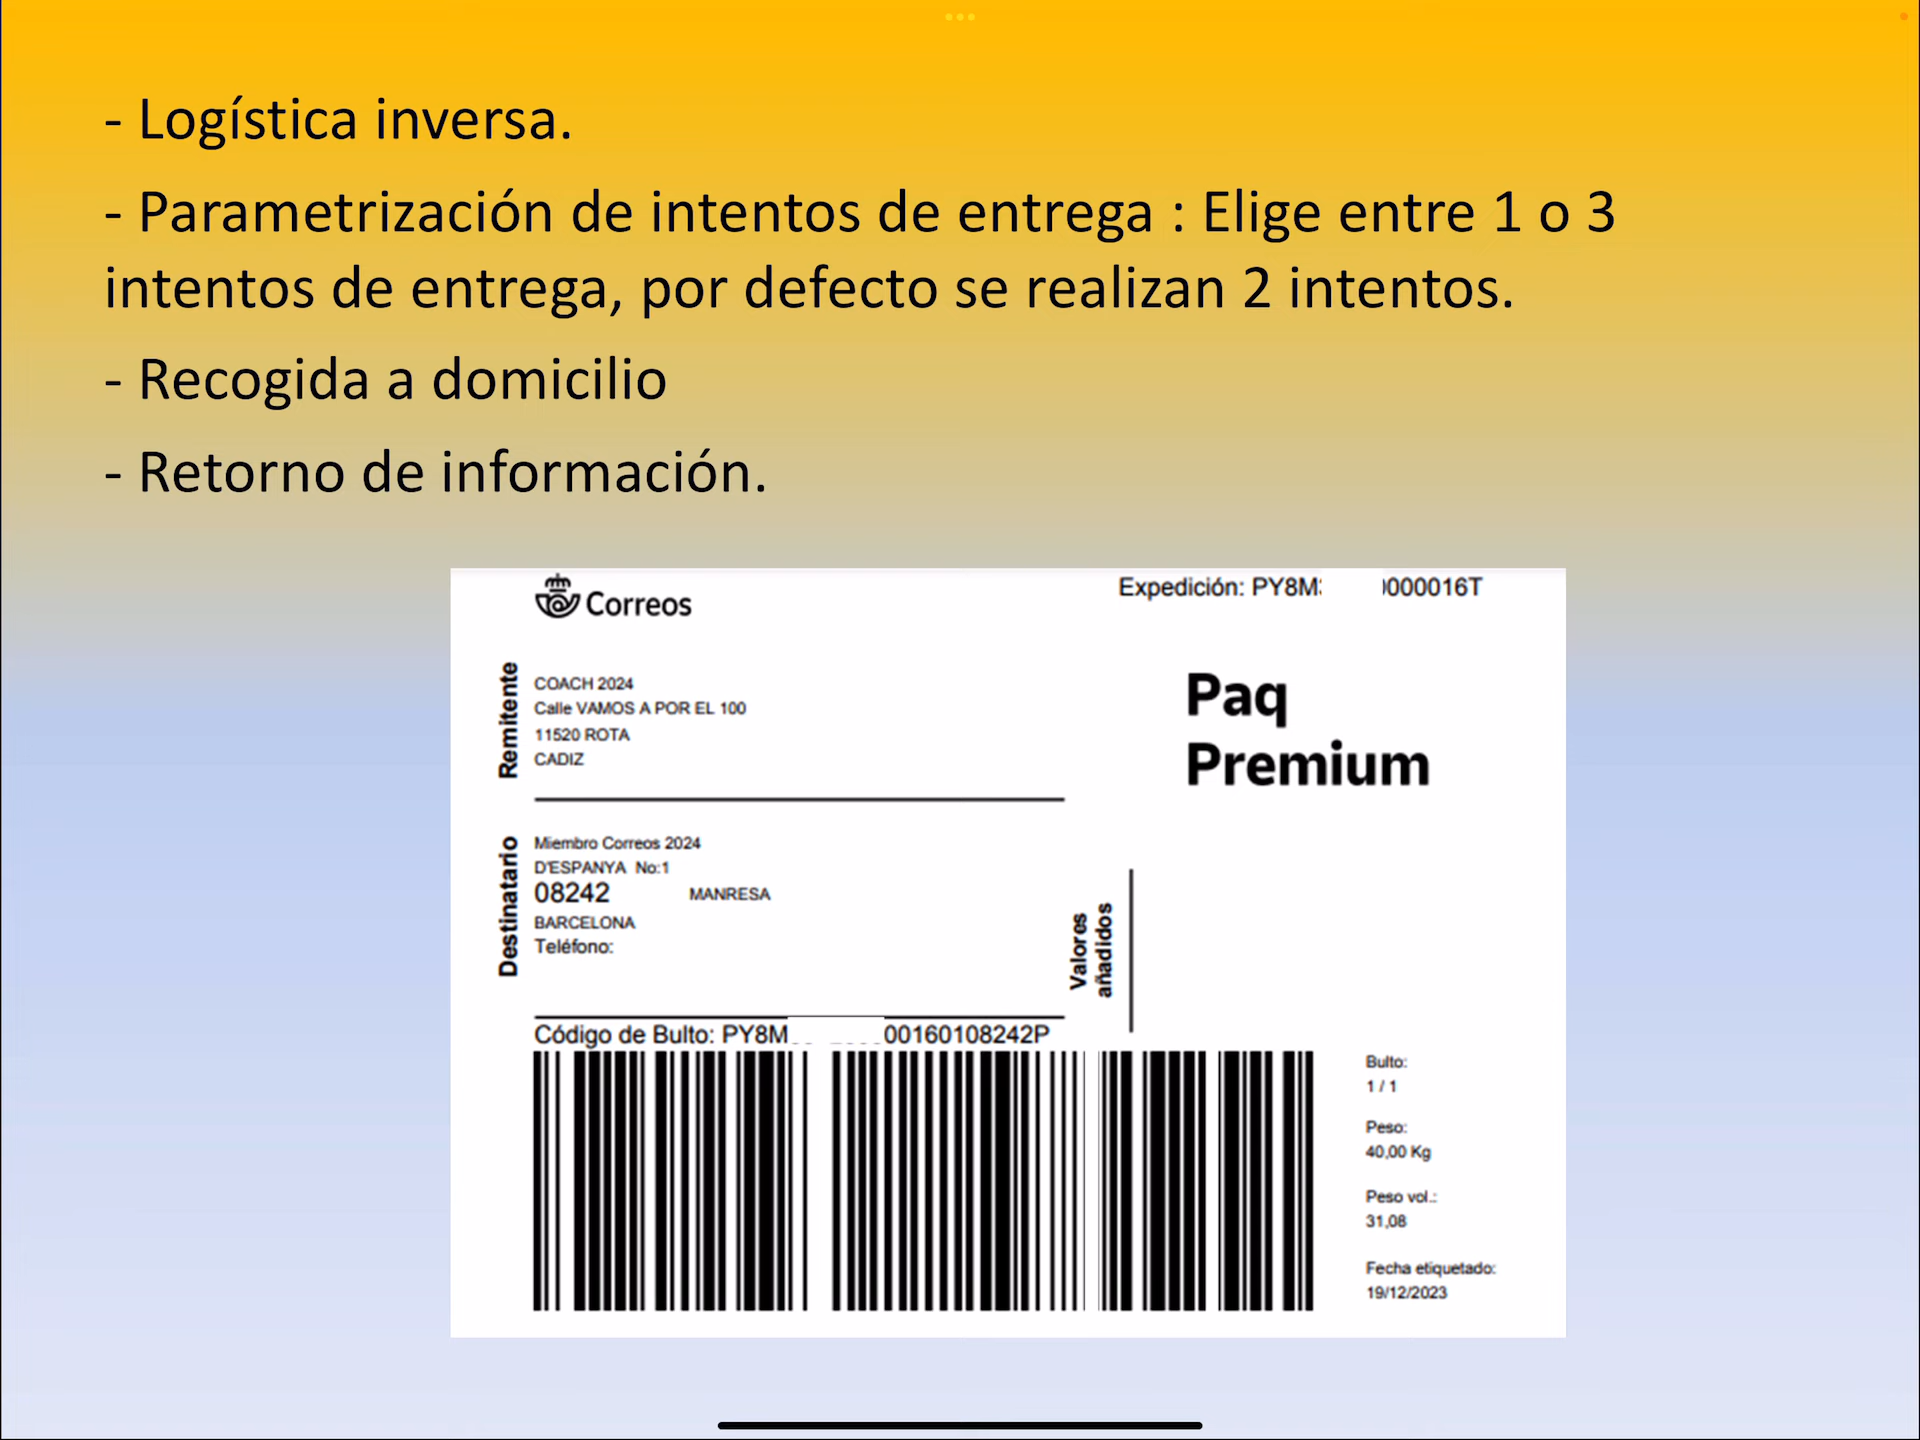 - Logística inversa.
- Parametrización de intentos de entrega : Elige entre 1 o 3
intentos de entrega, por defecto se realizan 2 intentos.
- Recogida a domicilio
- Retorno de información.
Correos
Expedición: PY8M 000016T
Remitente
COACH 2024
Calle VAMOS A POR EL 100
11520 ROTA
CADIZ
Paq
Premium
Destinatario
Miembro Correos 2024
D'ESPANYA No:1
08242 MANRESA
BARCELONA
Teléfono:
Valores
añadidos
Código de Bulto: PY8M 00160108242P
Bulto:
1 / 1
Peso:
40,00 Kg
Peso vol.:
31,08
Fecha etiquetado:
19/12/2023